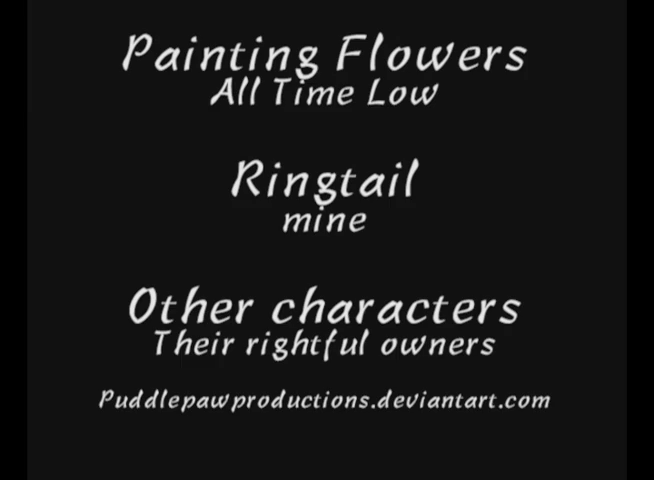 Painting Flowers
All Time Low
Ringtail
mine
Other characters
Their rightful owners
Puddlepawproductions.deviantart.com